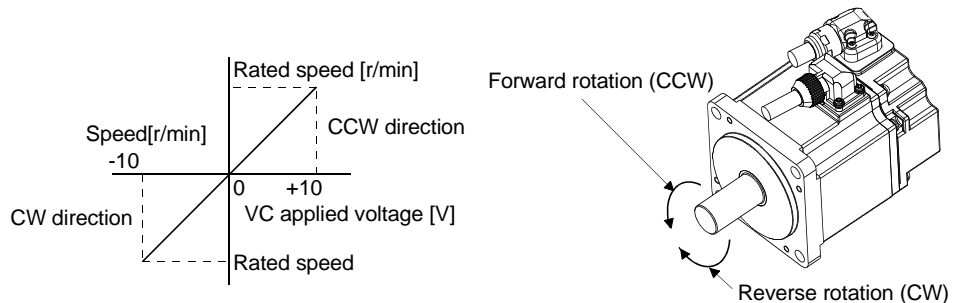 Rated speed [r/min]
Speed[r/min]
CCW direction
-10
0
+10
CW direction
VC applied voltage [V]
Rated speed
Forward rotation (CCW)
Reverse rotation (CW)